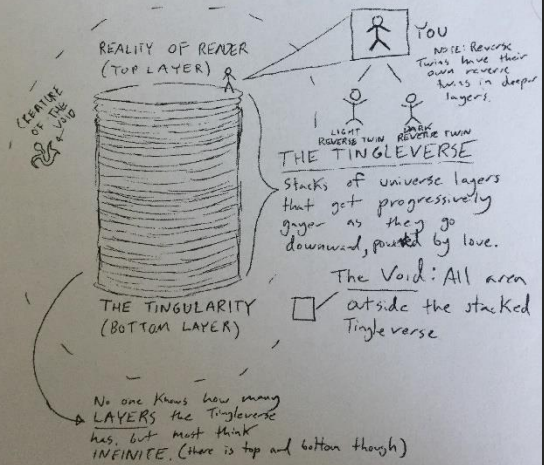 REALITY OF READER
(TOP LAYER)
YOU
NOTE: Reverse
Twins have their
own reverse
twins in deeper
layers.
CREATURE
OF THE
VOID
LIGHT
REVERSE TWIN
DARK
REVERSE TWIN
THE TINGLEVERSE
Stacks of universe layers
that get progressively
gayer as they go
downward, powered by love.
The Void: All area
outside the stacked
Tingleverse
THE TINGULARITY
(BOTTOM LAYER)
No one knows how many
LAYERS the Tingleverse
has, but most think
INFINITE. (there is top and bottom though)